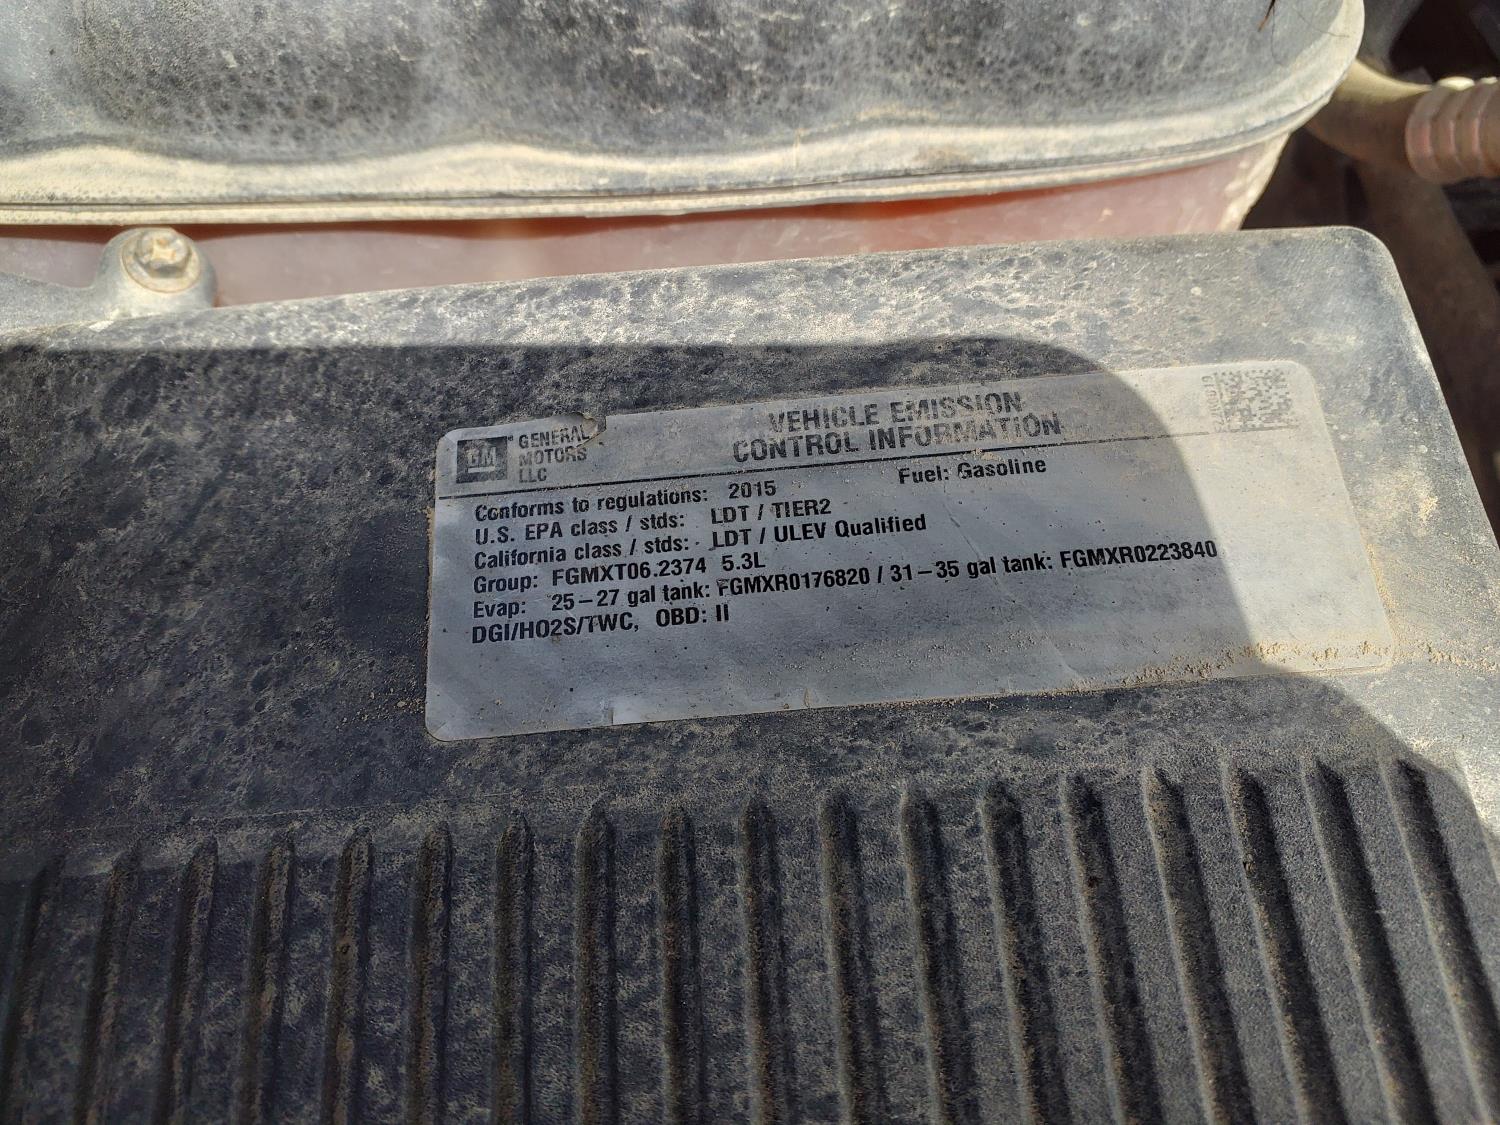 GM
GENERAL
MOTORS
LLC
VEHICLE EMISSION
CONTROL INFORMATION
Conforms to regulations: 2015
Fuel: Gasoline
U.S. EPA class / stds: LDT / TIER2
California class / stds: LDT / ULEV Qualified
Group: FGMXT06.2374 5.3L
Evap: 25-27 gal tank: FGMXR0176820 / 31-35 gal tank: FGMXR0223840
DGI/HO2S/TWC, OBD: II